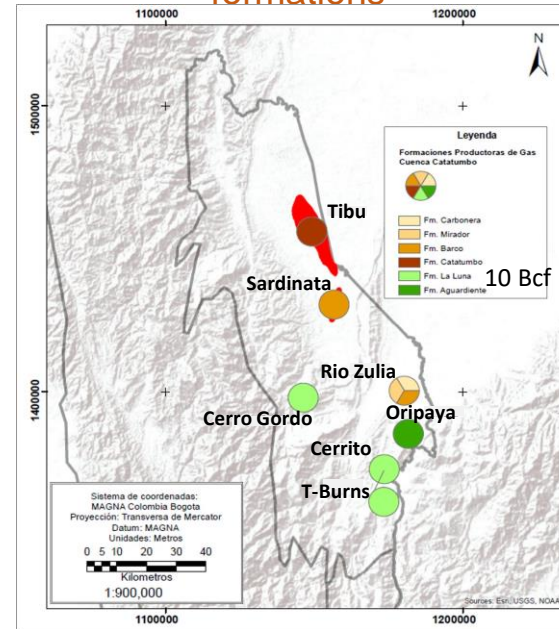 formations
1100000
1200000
N
1500000
Leyenda
Formaciones Productoras de Gas
Cuenca Catatumbo
Fm. Carbonera
Fm. Mirador
Fm. Barco
Fm. Catatumbo
Fm. La Luna
10 Bcf
Fm. Aguardiente
Tibu
Sardinata
Rio Zulia
1400000
Oripaya
Cerro Gordo
Cerrito
T-Burns
Sistema de coordenadas:
MAGNA Colombia Bogota
Proyección: Transversa de Mercator
Datum: MAGNA
Unidades: Metros
0 5 10 20 30 40
Kilometros
1:900,000
Sources: Esri, USGS, NOAA
1100000
1200000